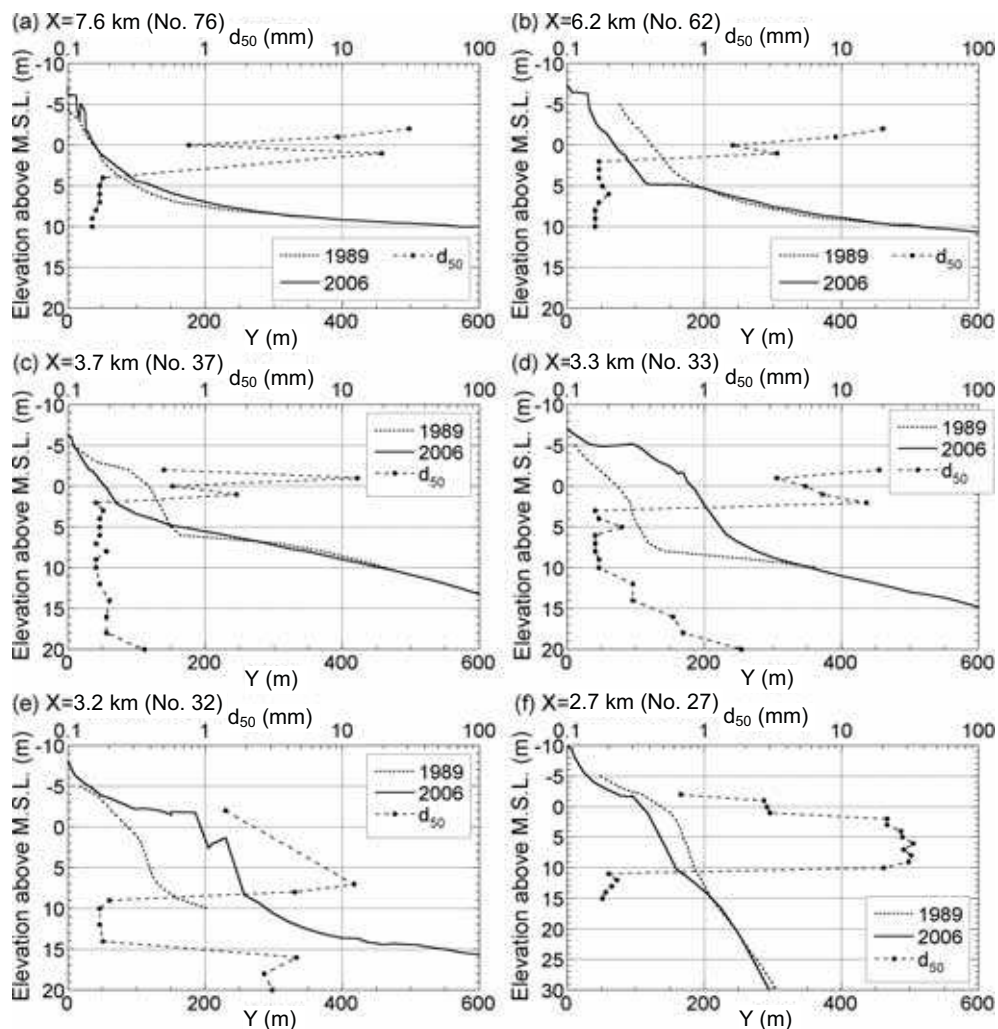 (a) X=7.6 km (No. 76)
d50 (mm)
0.1 1 10 100
Elevation above M.S.L. (m)
-10
-5
0
5
10
15
20
1989
2006
d50
0 200 400 600
Y (m)
(b) X=6.2 km (No. 62)
d50 (mm)
0.1 1 10 100
Elevation above M.S.L. (m)
-10
-5
0
5
10
15
20
1989
2006
d50
0 200 400 600
Y (m)
(c) X=3.7 km (No. 37)
d50 (mm)
0.1 1 10 100
Elevation above M.S.L. (m)
-10
-5
0
5
10
15
20
1989
2006
d50
0 200 400 600
Y (m)
(d) X=3.3 km (No. 33)
d50 (mm)
0.1 1 10 100
Elevation above M.S.L. (m)
-10
-5
0
5
10
15
20
1989
2006
d50
0 200 400 600
Y (m)
(e) X=3.2 km (No. 32)
d50 (mm)
0.1 1 10 100
Elevation above M.S.L. (m)
-10
-5
0
5
10
15
20
1989
2006
d50
0 200 400 600
Y (m)
(f) X=2.7 km (No. 27)
d50 (mm)
0.1 1 10 100
Elevation above M.S.L. (m)
-10
-5
0
5
10
15
20
25
30
1989
2006
d50
0 200 400 600
Y (m)